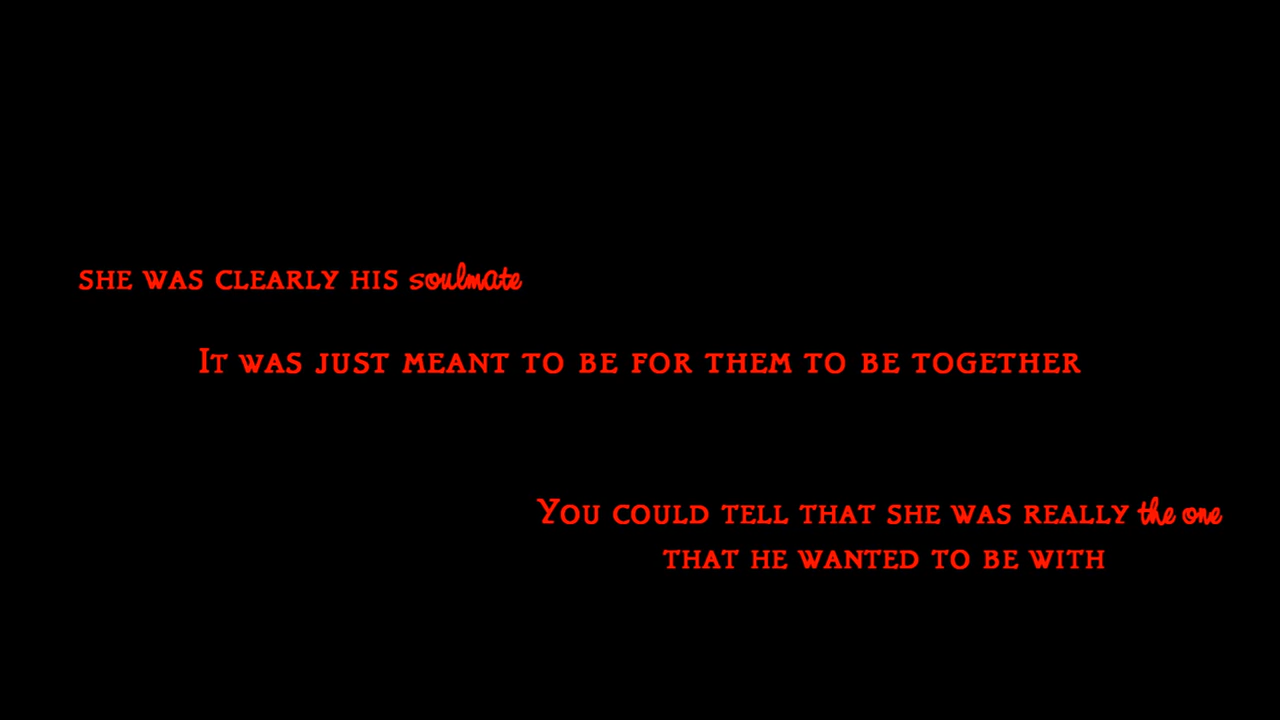 she was clearly his soulmate
It was just meant to be for them to be together
You could tell that she was really the one
that he wanted to be with